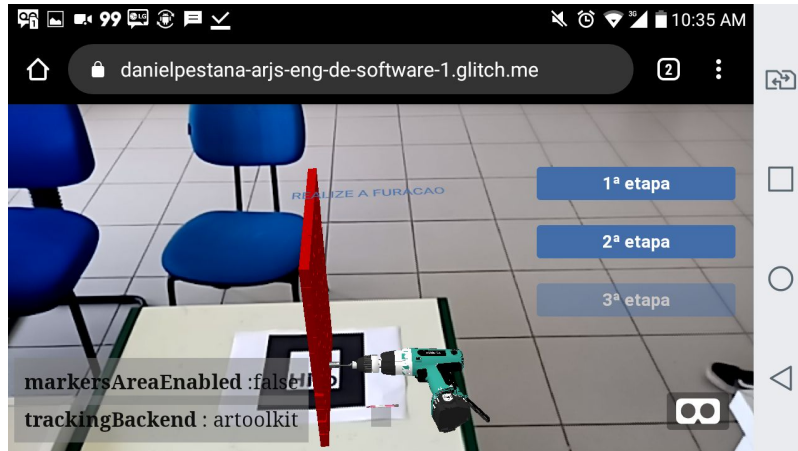 99
3G
10:35 AM
danielpestana-arjs-eng-de-software-1.glitch.me
2
REALIZE A FURACAO
1ª etapa
2ª etapa
3ª etapa
markersAreaEnabled :false
trackingBackend : artoolkit